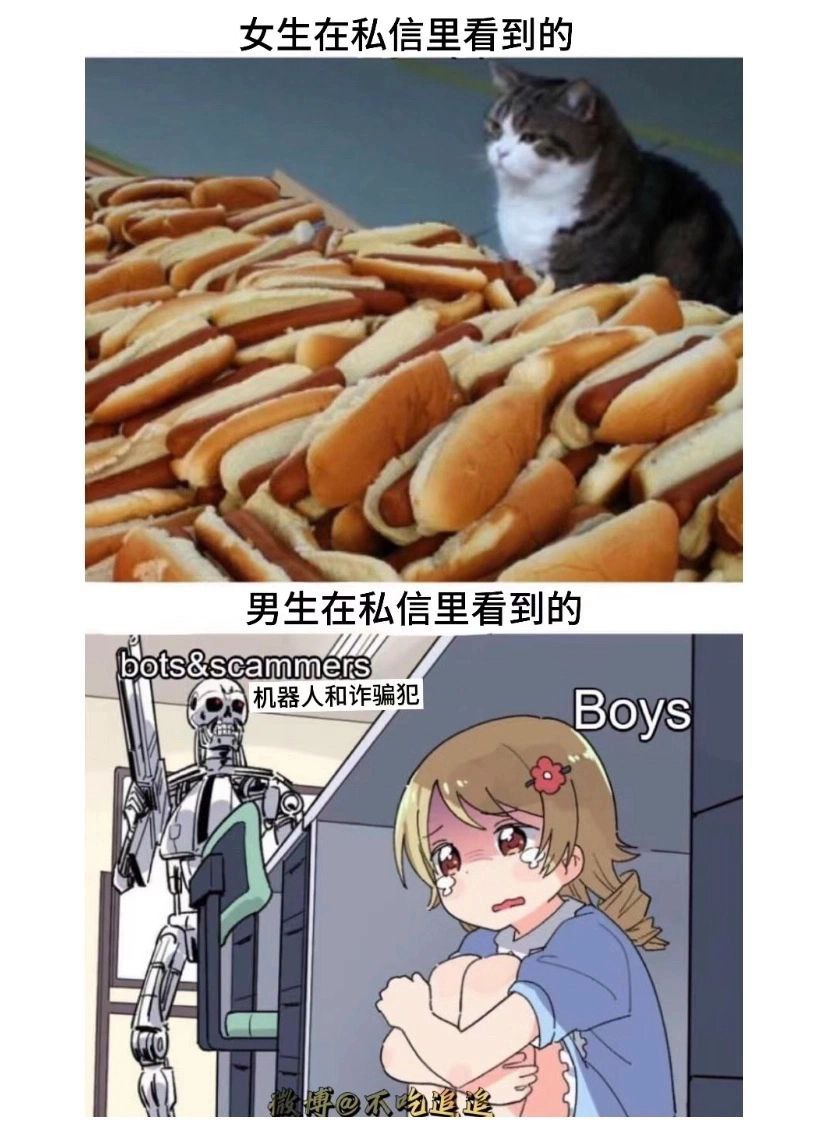 女生在私信里看到的
男生在私信里看到的
bots&scammers
机器人和诈骗犯
Boys
微博@不吃追追